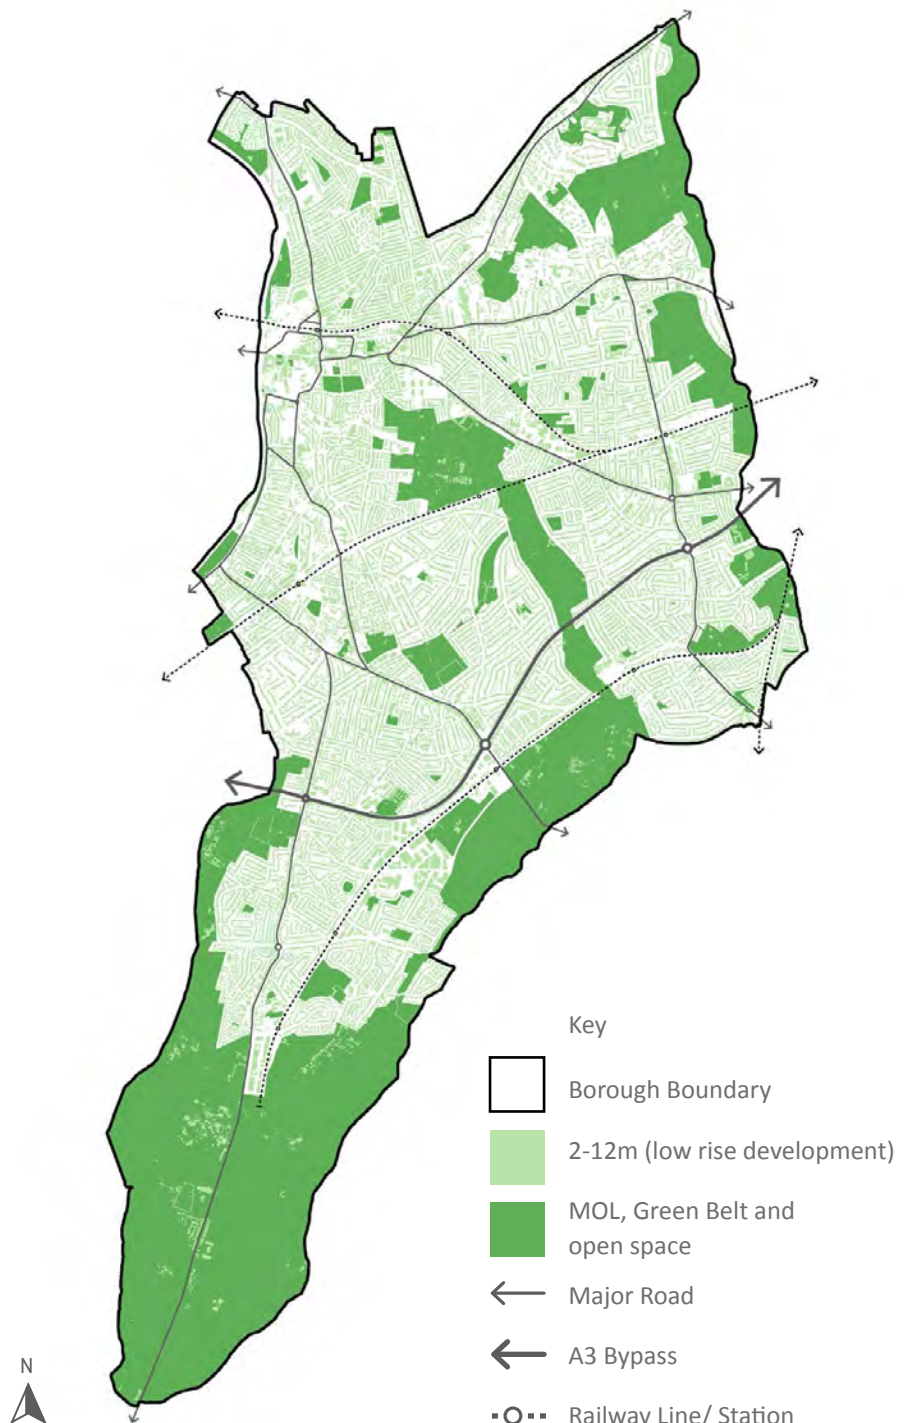 Key
Borough Boundary
2-12m (low rise development)
MOL, Green Belt and
open space
Major Road
A3 Bypass
N
Railway Line/ Station